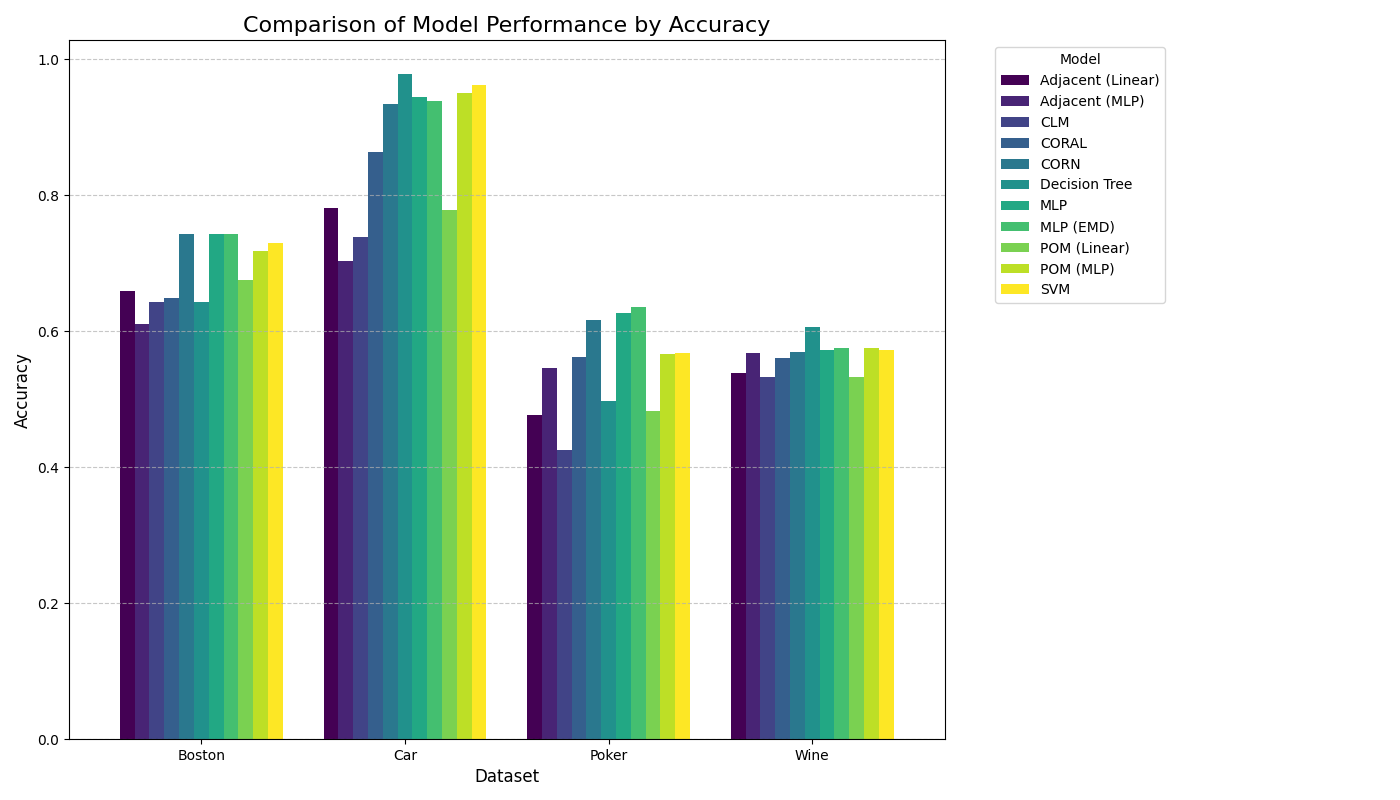 Comparison of Model Performance by Accuracy
Accuracy
1.0
0.8
0.6
0.4
0.2
0.0
Boston
Car
Poker
Wine
Dataset
Model
Adjacent (Linear)
Adjacent (MLP)
CLM
CORAL
CORN
Decision Tree
MLP
MLP (EMD)
POM (Linear)
POM (MLP)
SVM